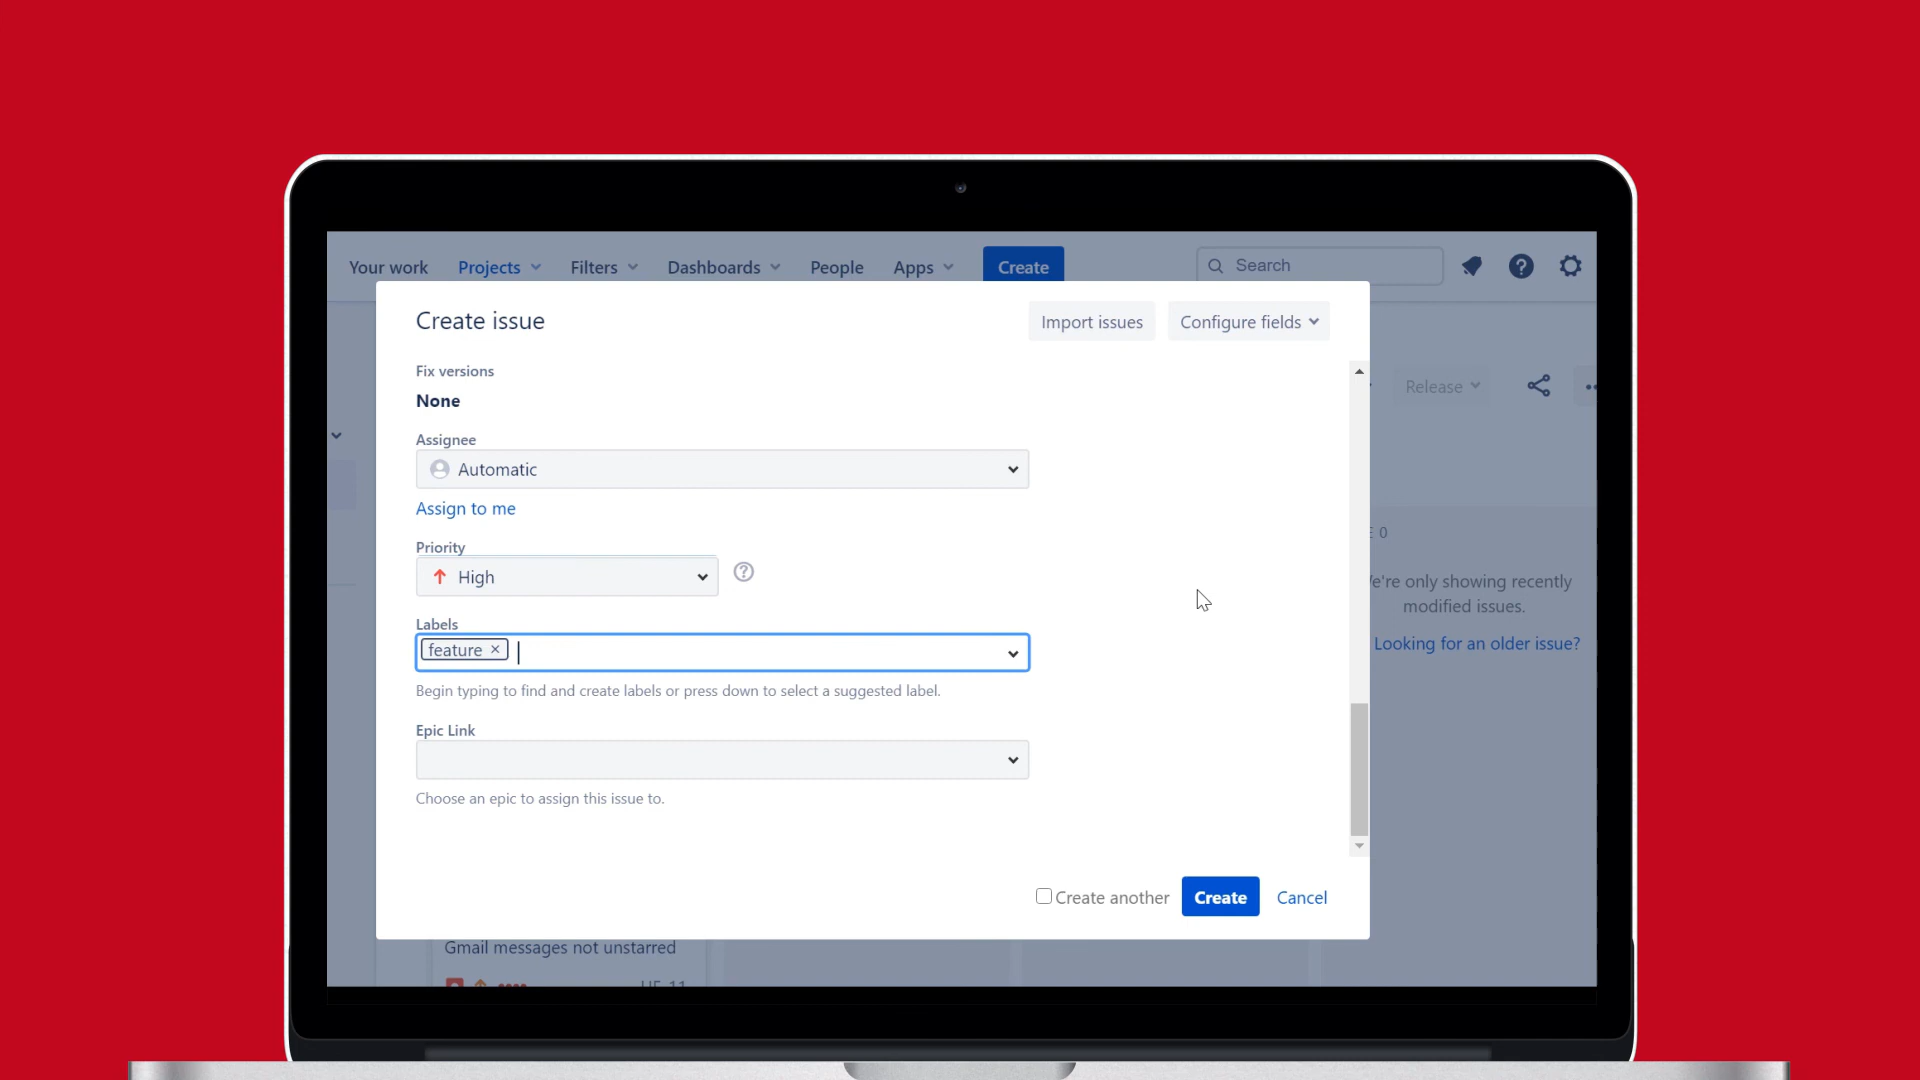 Your work Projects Filters Dashboards People Apps Create Search
Create issue Import issues Configure fields
Fix versions
None
Release
Assignee
Automatic
Assign to me
0
Priority
High
're only showing recently
modified issues.
Labels
feature
Looking for an older issue?
Begin typing to find and create labels or press down to select a suggested label.
Epic Link
Choose an epic to assign this issue to.
Create another Create Cancel
Gmail messages not unstarred